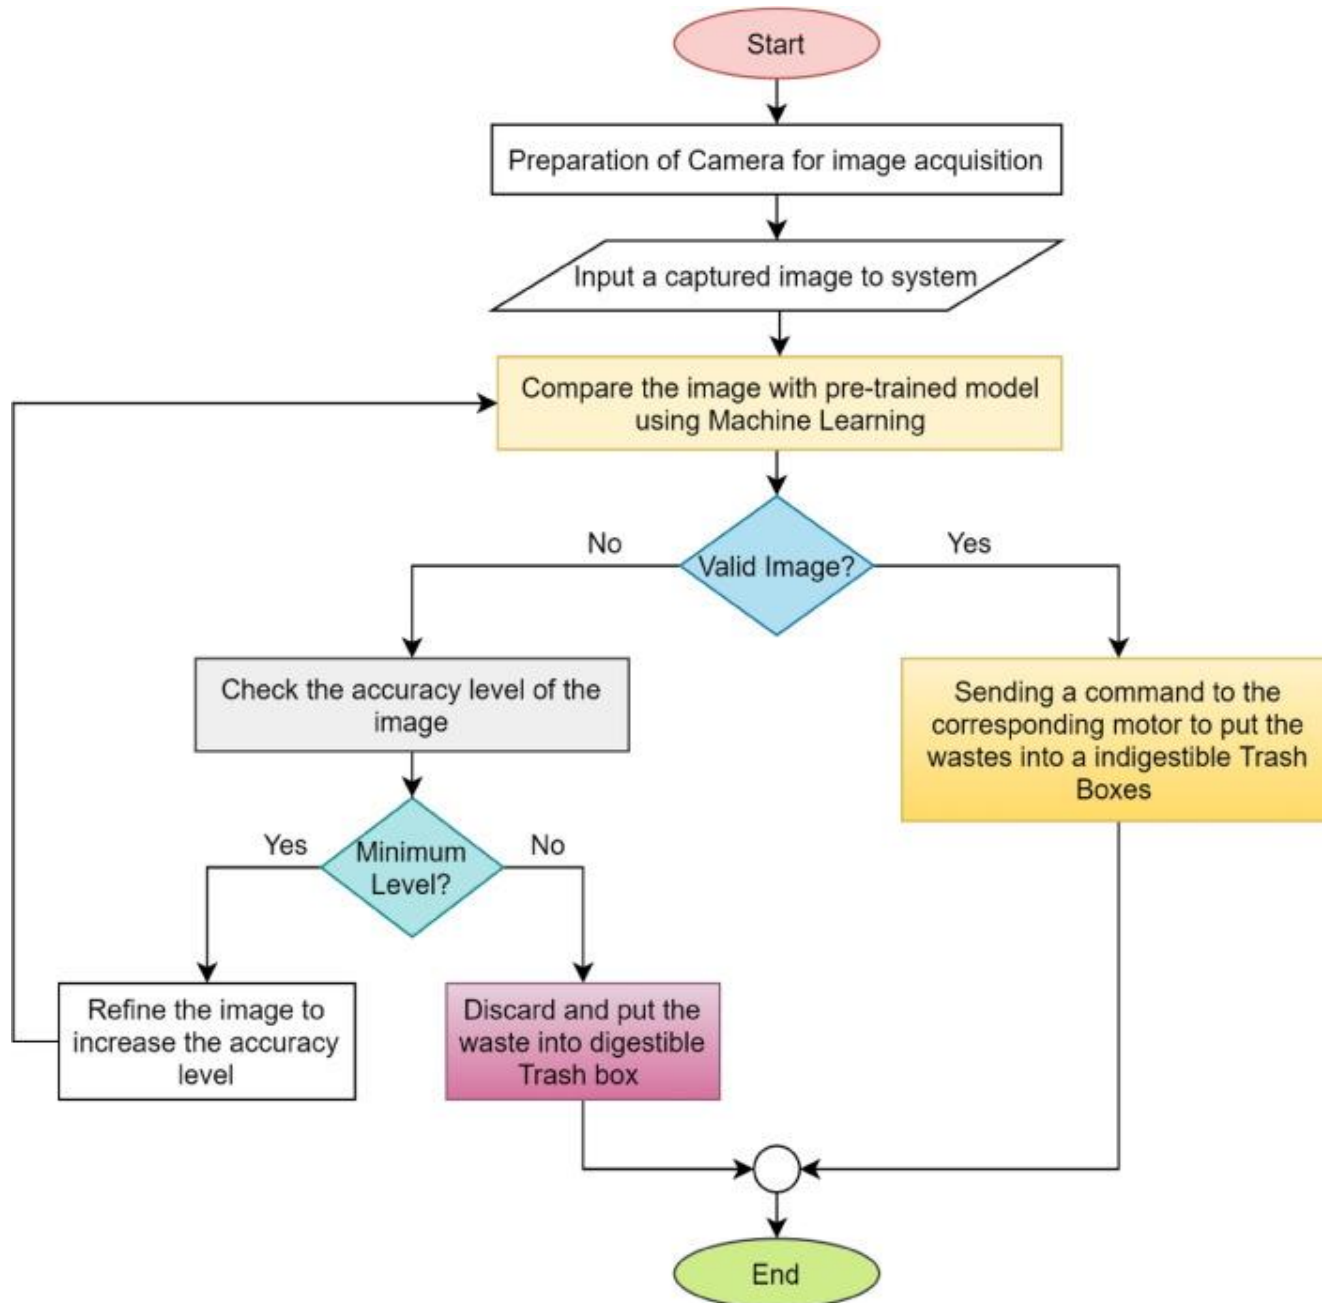 Start
Preparation of Camera for image acquisition
Input a captured image to system
Compare the image with pre-trained model
using Machine Learning
No
Valid Image?
Yes
Check the accuracy level of the
image
Sending a command to the
corresponding motor to put the
wastes into a indigestible Trash
Boxes
Yes
Minimum
Level?
No
Refine the image to
increase the accuracy
level
Discard and put the
waste into digestible
Trash box
End